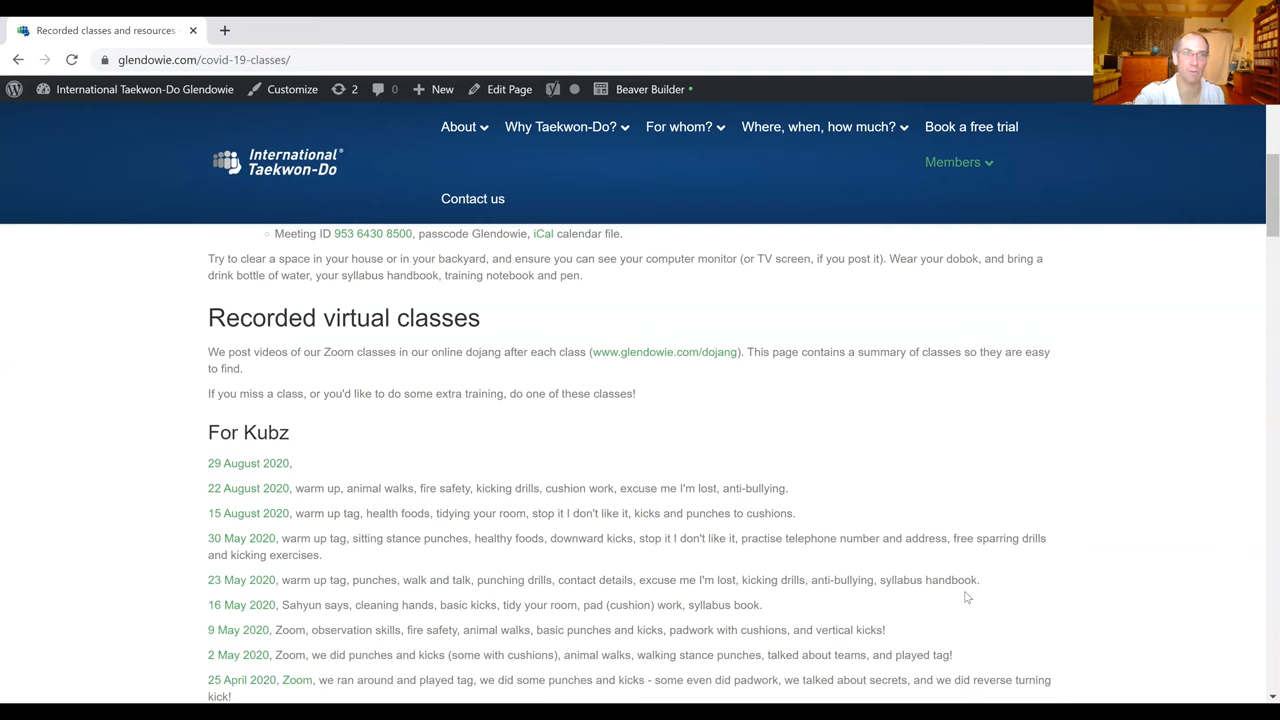 Recorded classes and resources
glendowie.com/covid-19-classes/
International Taekwon-Do Glendowie Customize 2 0 New Edit Page Beaver Builder
About Why Taekwon-Do? For whom? Where, when, how much? Book a free trial
International
Taekwon-Do
Members
Contact us
Meeting ID 953 6430 8500, passcode Glendowie, iCal calendar file.
Try to clear a space in your house or in your backyard, and ensure you can see your computer monitor (or TV screen, if you post it). Wear your dobok, and bring a
drink bottle of water, your syllabus handbook, training notebook and pen.
Recorded virtual classes
We post videos of our Zoom classes in our online dojang after each class (www.glendowie.com/dojang). This page contains a summary of classes so they are easy
to find.
If you miss a class, or you'd like to do some extra training, do one of these classes!
For Kubz
29 August 2020,
22 August 2020, warm up, animal walks, fire safety, kicking drills, cushion work, excuse me I'm lost, anti-bullying.
15 August 2020, warm up tag, health foods, tidying your room, stop it I don't like it, kicks and punches to cushions.
30 May 2020, warm up tag, sitting stance punches, healthy foods, downward kicks, stop it I don't like it, practise telephone number and address, free sparring drills
and kicking exercises.
23 May 2020, warm up tag, punches, walk and talk, punching drills, contact details, excuse me I'm lost, kicking drills, anti-bullying, syllabus handbook.
16 May 2020, Sahyun says, cleaning hands, basic kicks, tidy your room, pad (cushion) work, syllabus book.
9 May 2020, Zoom, observation skills, fire safety, animal walks, basic punches and kicks, padwork with cushions, and vertical kicks!
2 May 2020, Zoom, we did punches and kicks (some with cushions), animal walks, walking stance punches, talked about teams, and played tag!
25 April 2020, Zoom, we ran around and played tag, we did some punches and kicks - some even did padwork, we talked about secrets, and we did reverse turning
kick!